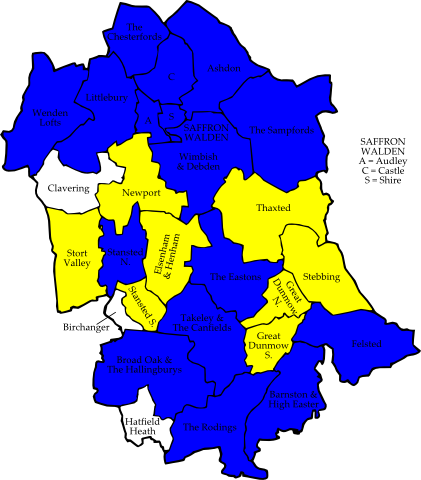 The
Chesterfords
Ashdon
C
Littlebury
Wenden
Lofts
A
S
SAFFRON
WALDEN
The Sampfords
Wimbish
& Debden
SAFFRON
WALDEN
A = Audley
C = Castle
S = Shire
Clavering
Newport
Thaxted
Stort
Valley
Stansted
N.
Elsenham
& Henham
The Eastons
Stebbing
Great
Dunmow
N.
Stansted S.
Birchanger
Takeley &
The Canfields
Great
Dunmow
S.
Felsted
Broad Oak &
The Hallingburys
Barnston &
High Easter
Hatfield
Heath
The Rodings